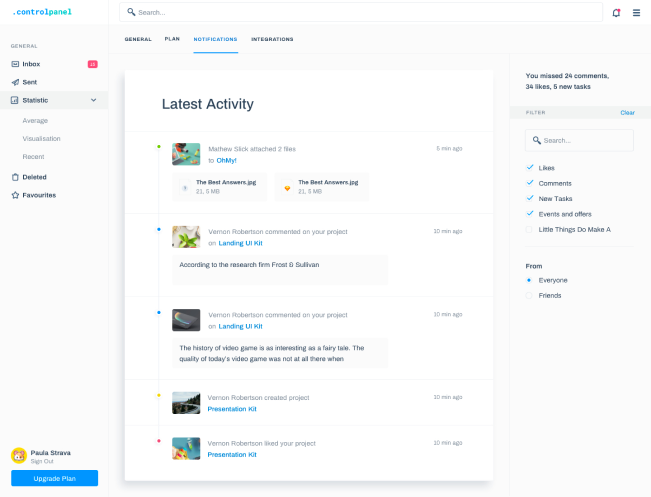 .controlpanel
Search...
GENERAL
Inbox
Sent
Statistic
Average
Visualisation
Recent
Deleted
Favourites
Paula Strava
Sign Out
Upgrade Plan
GENERAL PLAN NOTIFICATIONS INTEGRATIONS
Latest Activity
Mathew Slick attached 2 files
to OhMy!
5 min ago
The Best Answers.jpg
21, 5 MB
The Best Answers.jpg
21, 5 MB
Vernon Robertson commented on your project
on Landing UI Kit
10 min ago
According to the research firm Frost & Sullivan
Vernon Robertson commented on your project
on Landing UI Kit
10 min ago
The history of video game is as interesting as a fairy tale. The
quality of today's video game was not at all there when
Vernon Robertson created project
Presentation Kit
10 min ago
Vernon Robertson liked your project
Presentation Kit
10 min ago
You missed 24 comments,
34 likes, 5 new tasks
FILTER Clear
Search...
Likes
Comments
New Tasks
Events and offers
Little Things Do Make A
From
Everyone
Friends